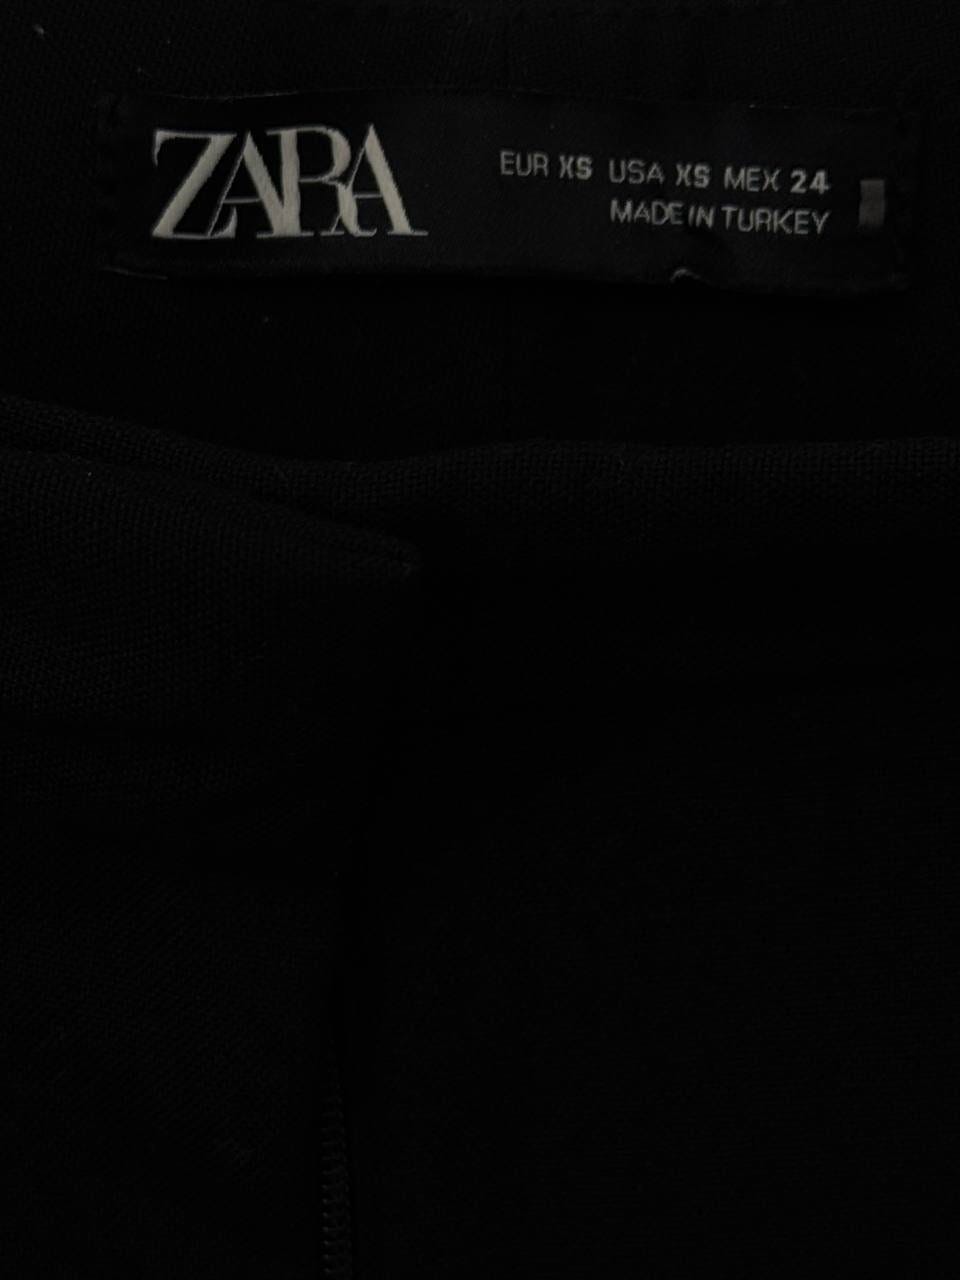 ZARA
EUR XS USA XS MEX 24
MADE IN TURKEY